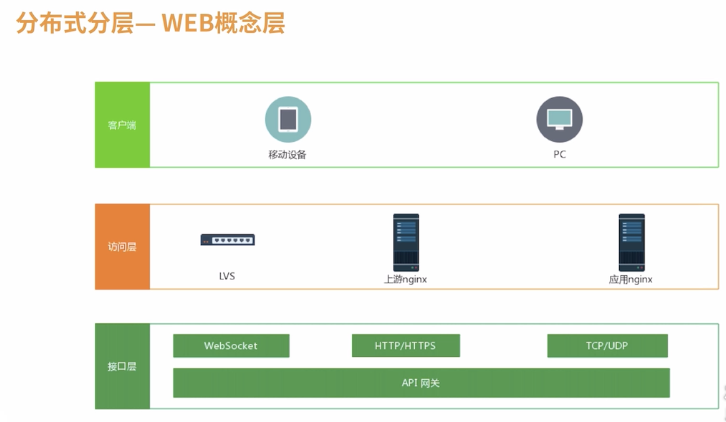 分布式分层— WEB概念层
客户端
移动设备
PC
访问层
LVS
上游nginx
应用nginx
接口层
WebSocket
HTTP/HTTPS
TCP/UDP
API 网关